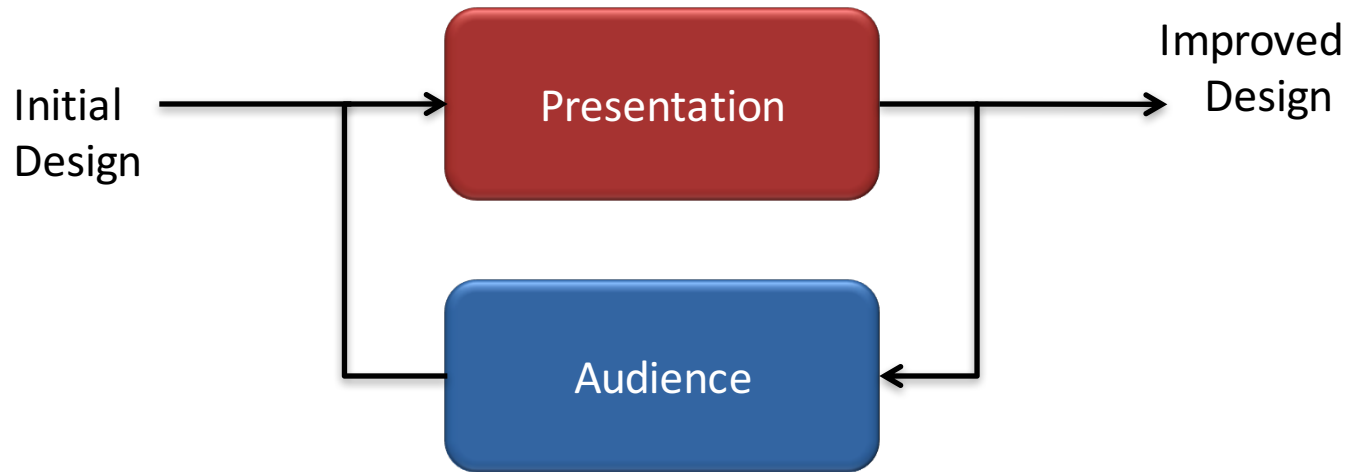 Initial
Design
Presentation
Improved
Design
Audience